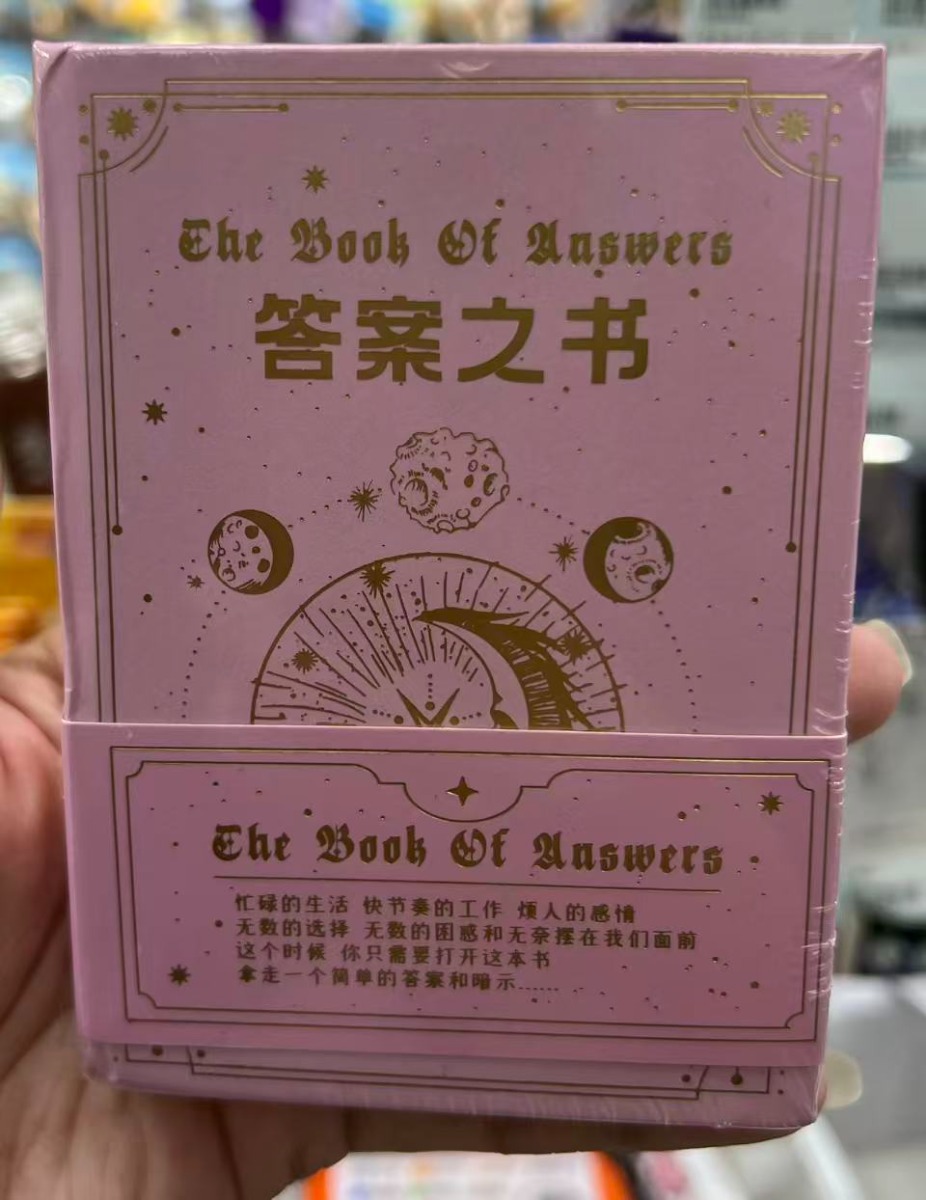 The Book Of Answers
答案之书
The Book Of Answers
忙碌的生活 快节奏的工作 烦人的感情
无数的选择 无数的困惑和无奈摆在我们面前
这个时候 你只需要打开这本书
拿走一个简单的答案和暗示......